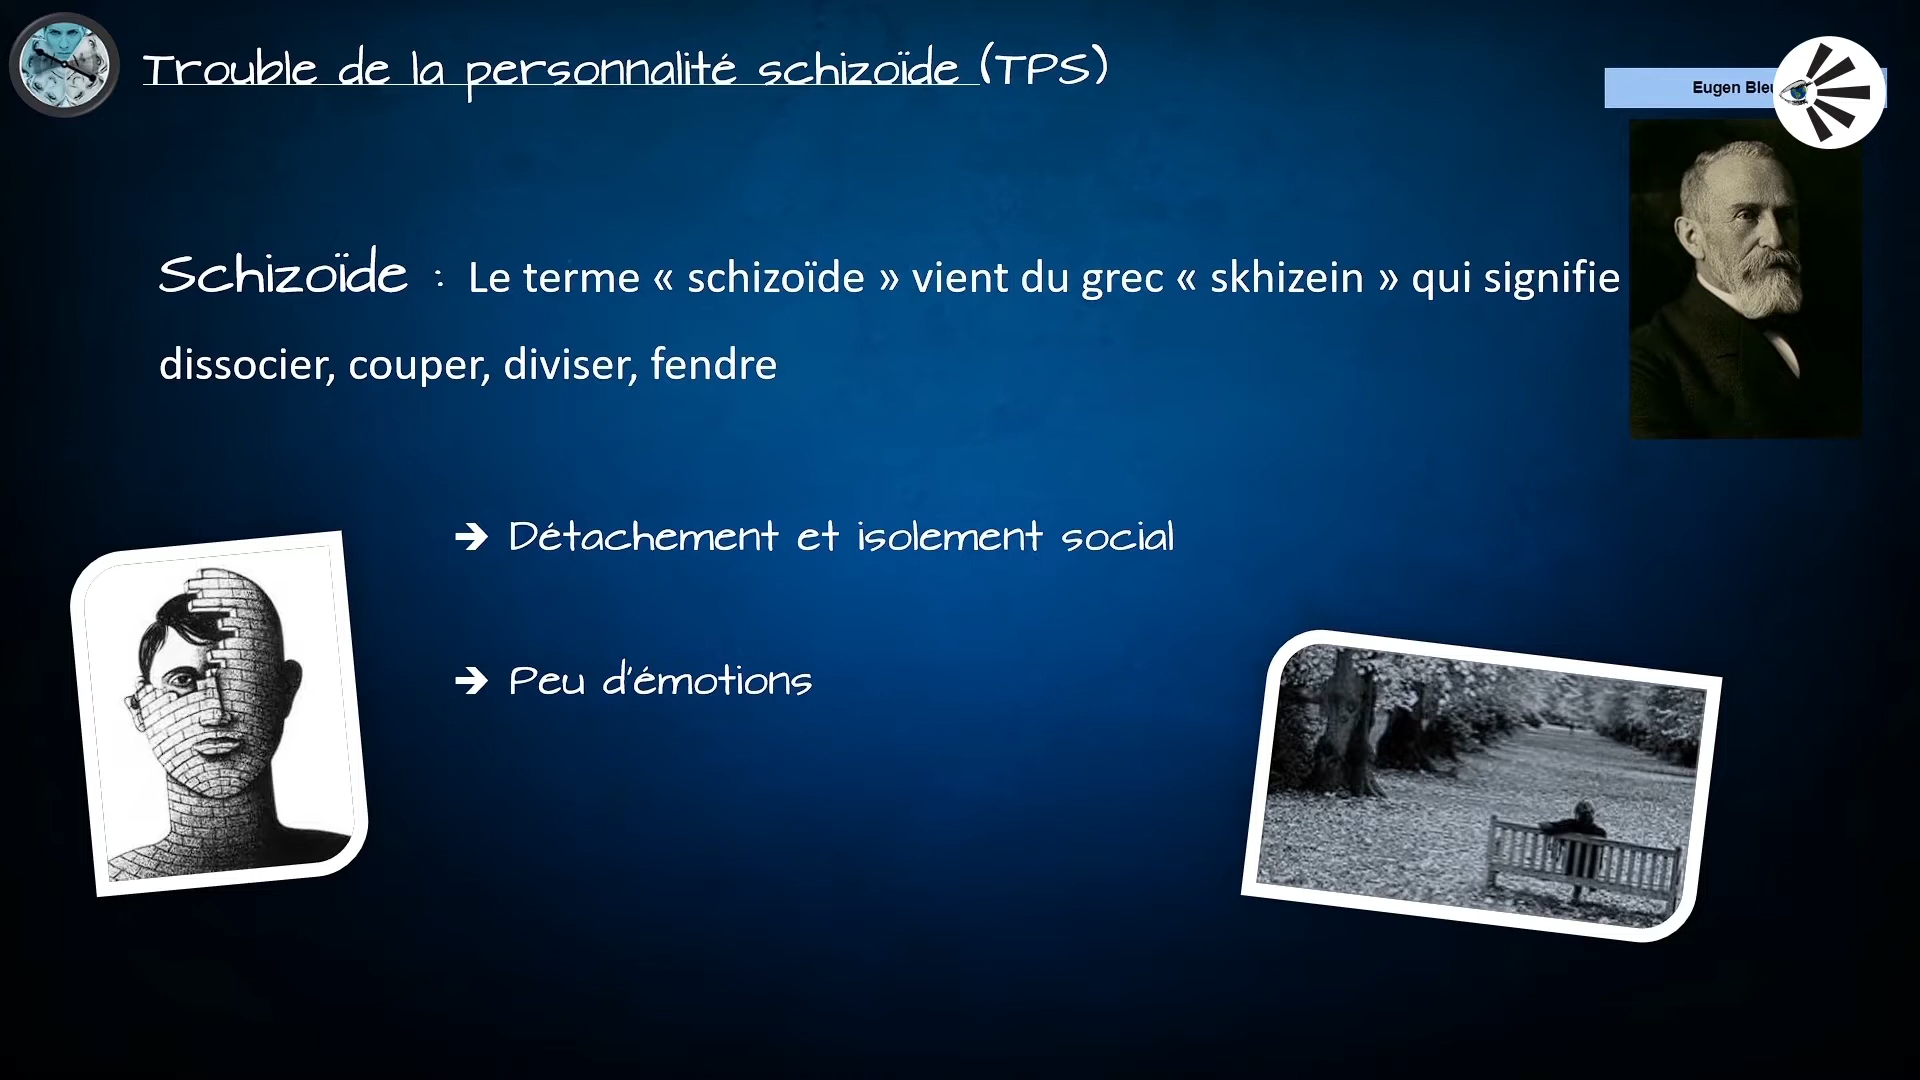 Trouble de la personnalité schizoïde (TPS)
Eugen
Schizoïde : Le terme « schizoïde » vient du grec « skhizein » qui signifie
dissocier, couper, diviser, fendre
➔ Détachement et isolement social
➔ Peu d'émotions